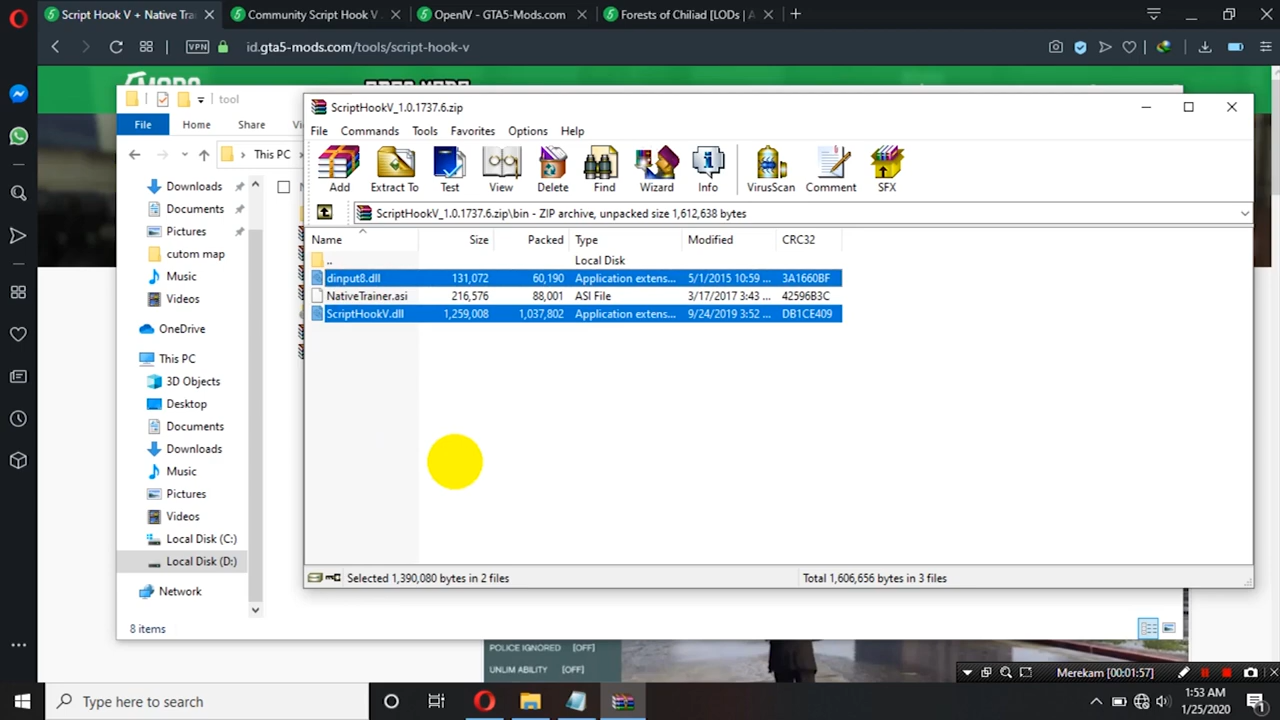 Script Hook V + Native Tra
Community Script Hook V
OpenIV - GTA5-Mods.com
Forests of Chiliad [LODs | A
VPN
id.gta5-mods.com/tools/script-hook-v
tool
File
Home
Share
This PC
Downloads
Documents
Pictures
cutom map
Music
Videos
OneDrive
This PC
3D Objects
Desktop
Documents
Downloads
Music
Pictures
Videos
Local Disk (C:)
Local Disk (D:)
Network
8 items
ScriptHookV_1.0.1737.6.zip
File Commands Tools Favorites Options Help
Add Extract To Test View Delete Find Wizard Info VirusScan Comment SFX
ScriptHookV_1.0.1737.6.zip\bin - ZIP archive, unpacked size 1,612,638 bytes
Name Size Packed Type Modified CRC32
.. Local Disk
dinput8.dll 131,072 60,190 Application extens... 5/1/2015 10:59 ... 3A1660BF
NativeTrainer.asi 216,576 88,001 ASI File 3/17/2017 3:43 ... 42596B3C
ScriptHookV.dll 1,259,008 1,037,802 Application extens... 9/24/2019 3:52 ... DB1CE409
Selected 1,390,080 bytes in 2 files
Total 1,606,656 bytes in 3 files
POLICE IGNORED [OFF]
UNLIM ABILITY [OFF]
Merekam [00:01:57]
Type here to search
1:53 AM
1/25/2020
1